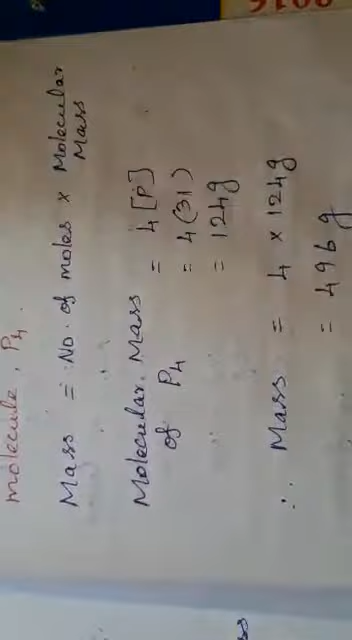 molecule, P4.
Mass = No. of moles x Molecular Mass
Molecular Mass of P4 = 4[P]
= 4(31)
= 124g
∴ Mass = 4 x 124g
= 496g